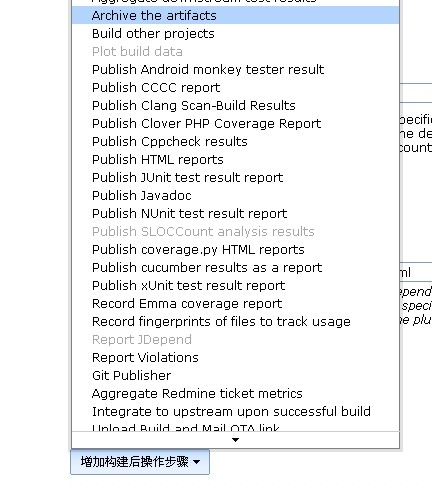 Aggregate downstream test results
Archive the artifacts
Build other projects
Plot build data
Publish Android monkey tester result
Publish CCCC report
Publish Clang Scan-Build Results
Publish Clover PHP Coverage Report
Publish Cppcheck results
Publish HTML reports
Publish JUnit test result report
Publish Javadoc
Publish NUnit test result report
Publish SLOCCount analysis results
Publish coverage.py HTML reports
Publish cucumber results as a report
Publish xUnit test result report
Record Emma coverage report
Record fingerprints of files to track usage
Report JDepend
Report Violations
Git Publisher
Aggregate Redmine ticket metrics
Integrate to upstream upon successful build
Upload Build and Mail OTA link
增加构建后操作步骤